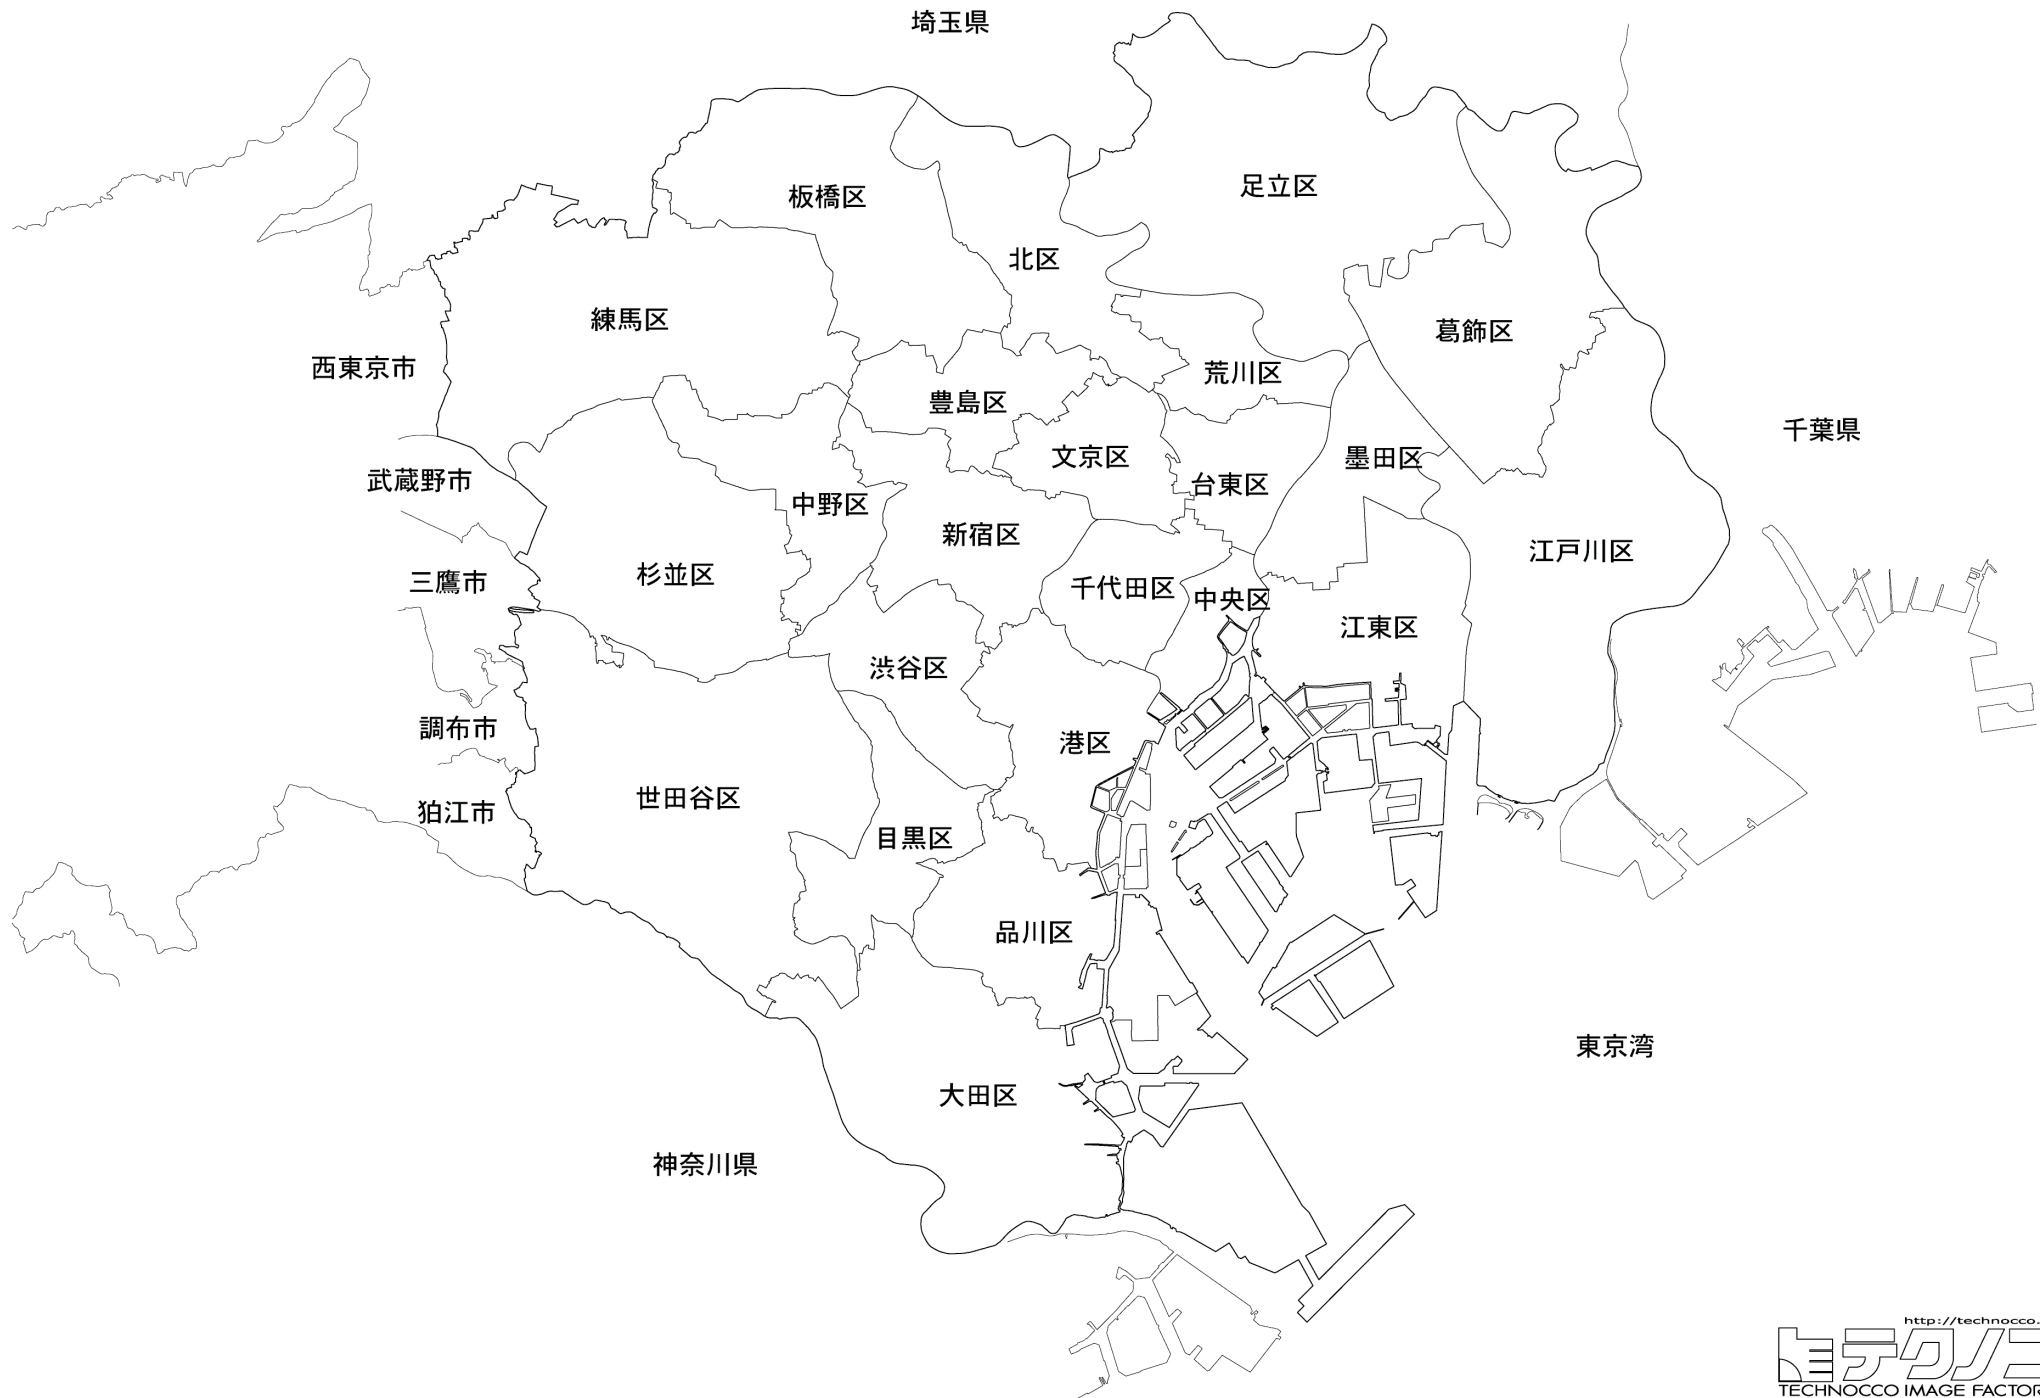 埼玉県
足立区
板橋区
北区
練馬区
葛飾区
西東京市
荒川区
豊島区
千葉県
文京区
墨田区
武蔵野市
台東区
中野区
新宿区
江戸川区
杉並区
三鷹市
千代田区
中央区
江東区
渋谷区
調布市
港区
世田谷区
狛江市
目黒区
品川区
東京湾
大田区
神奈川県
http://technocco.
テクノコ
TECHNOCCO IMAGE FACTOR